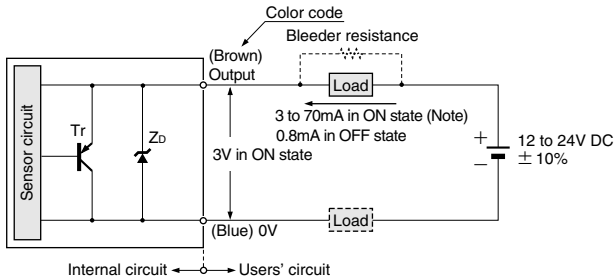 Color code
Bleeder resistance
(Brown)
Output
Load
3 to 70mA in ON state (Note)
0.8mA in OFF state
Sensor circuit
Tr
ZD
3V in ON state
+
−
12 to 24V DC
± 10%
(Blue) 0V
Load
Internal circuit
Users' circuit